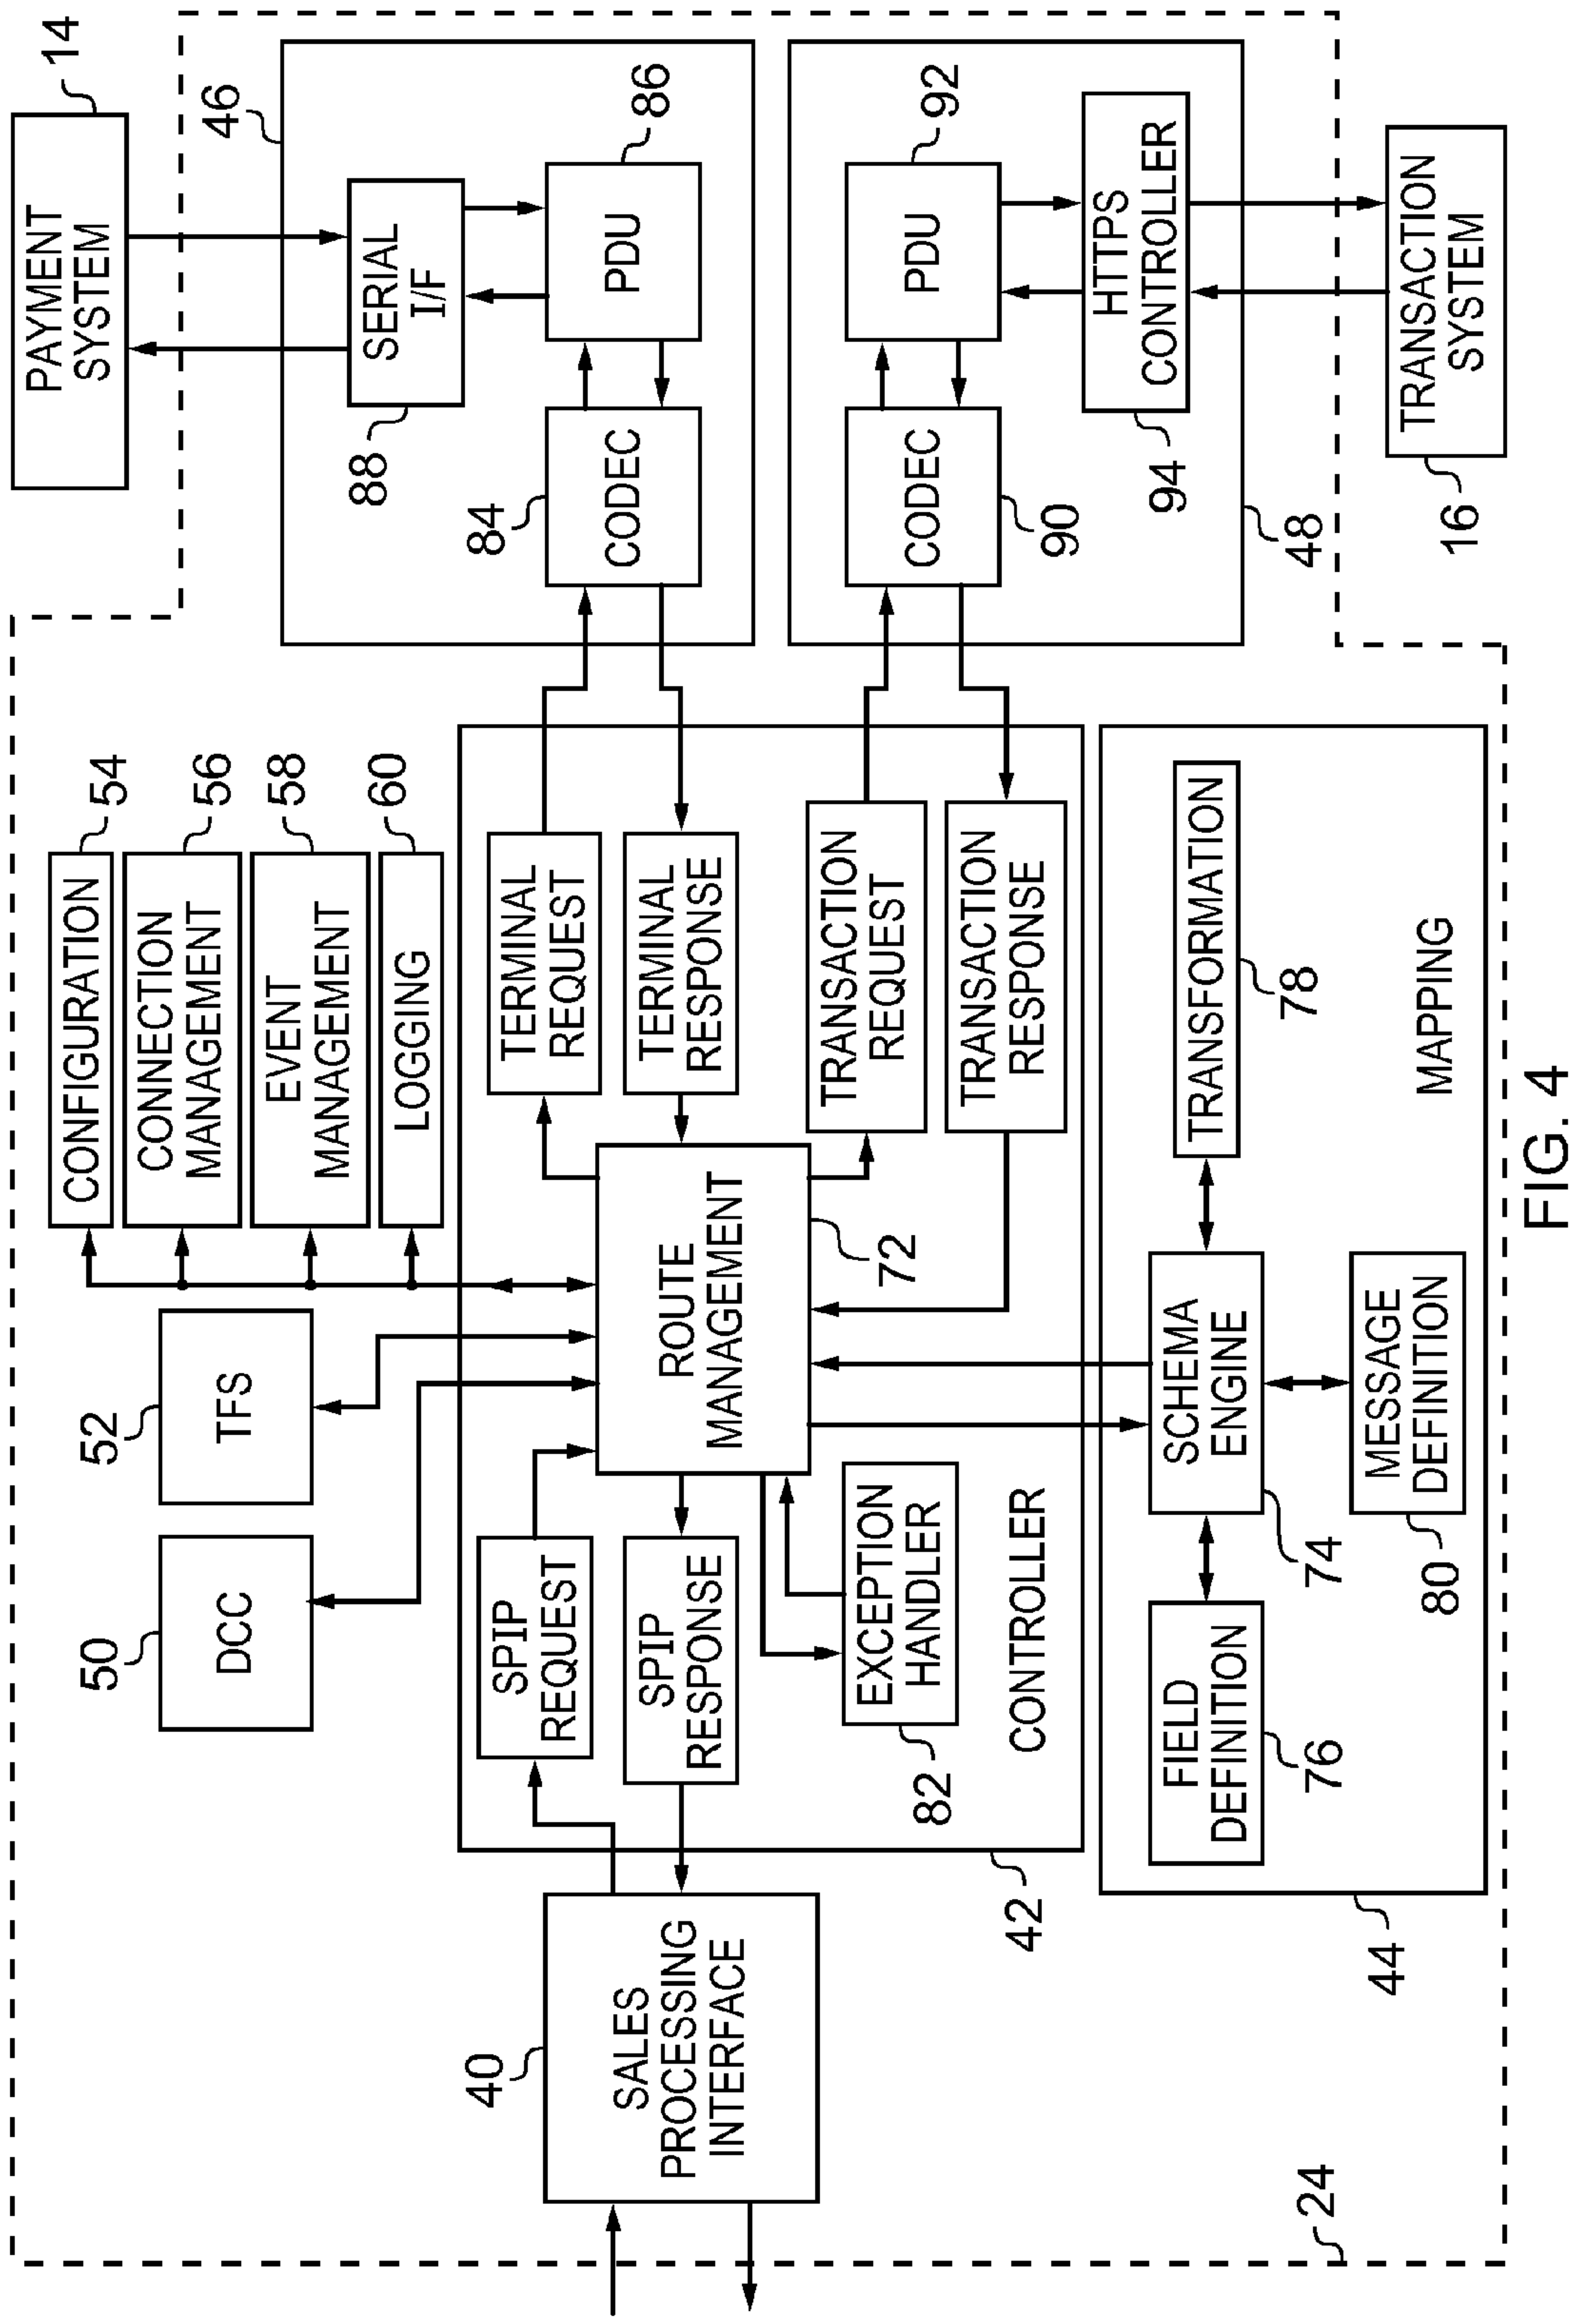 14
PAYMENT
SYSTEM
46
SERIAL
I/F
88
PDU
86
CODEC
84
PDU
92
CODEC
90
HTTPS
CONTROLLER
94
48
TRANSACTION
SYSTEM
16
CONFIGURATION
54
CONNECTION
MANAGEMENT
56
EVENT
MANAGEMENT
58
LOGGING
60
TFS
52
DCC
50
TERMINAL
REQUEST
TERMINAL
RESPONSE
TRANSACTION
REQUEST
TRANSACTION
RESPONSE
ROUTE
MANAGEMENT
72
SPIP
REQUEST
SPIP
RESPONSE
EXCEPTION
HANDLER
82
CONTROLLER
42
SALES
PROCESSING
INTERFACE
40
TRANSFORMATION
78
SCHEMA
ENGINE
74
FIELD
DEFINITION
76
MESSAGE
DEFINITION
80
MAPPING
44
24
FIG. 4